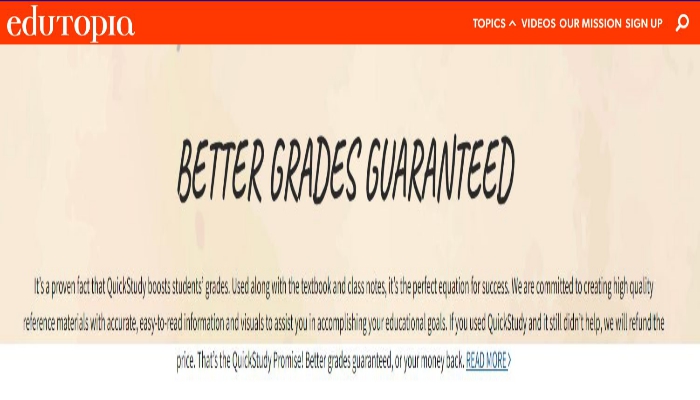 edUTOPIA
TOPICS VIDEOS OUR MISSION SIGN UP
BETTER GRADES GUARANTEED
It's a proven fact that QuickStudy boosts students' grades. Used along with the textbook and class notes, it's the perfect equation for success. We are committed to creating high quality
reference materials with accurate, easy-to-read information and visuals to assist you in accomplishing your educational goals. If you used QuickStudy and it still didn't help, we will refund the
price. That's the QuickStudy Promise! Better grades guaranteed, or your money back. READ MORE